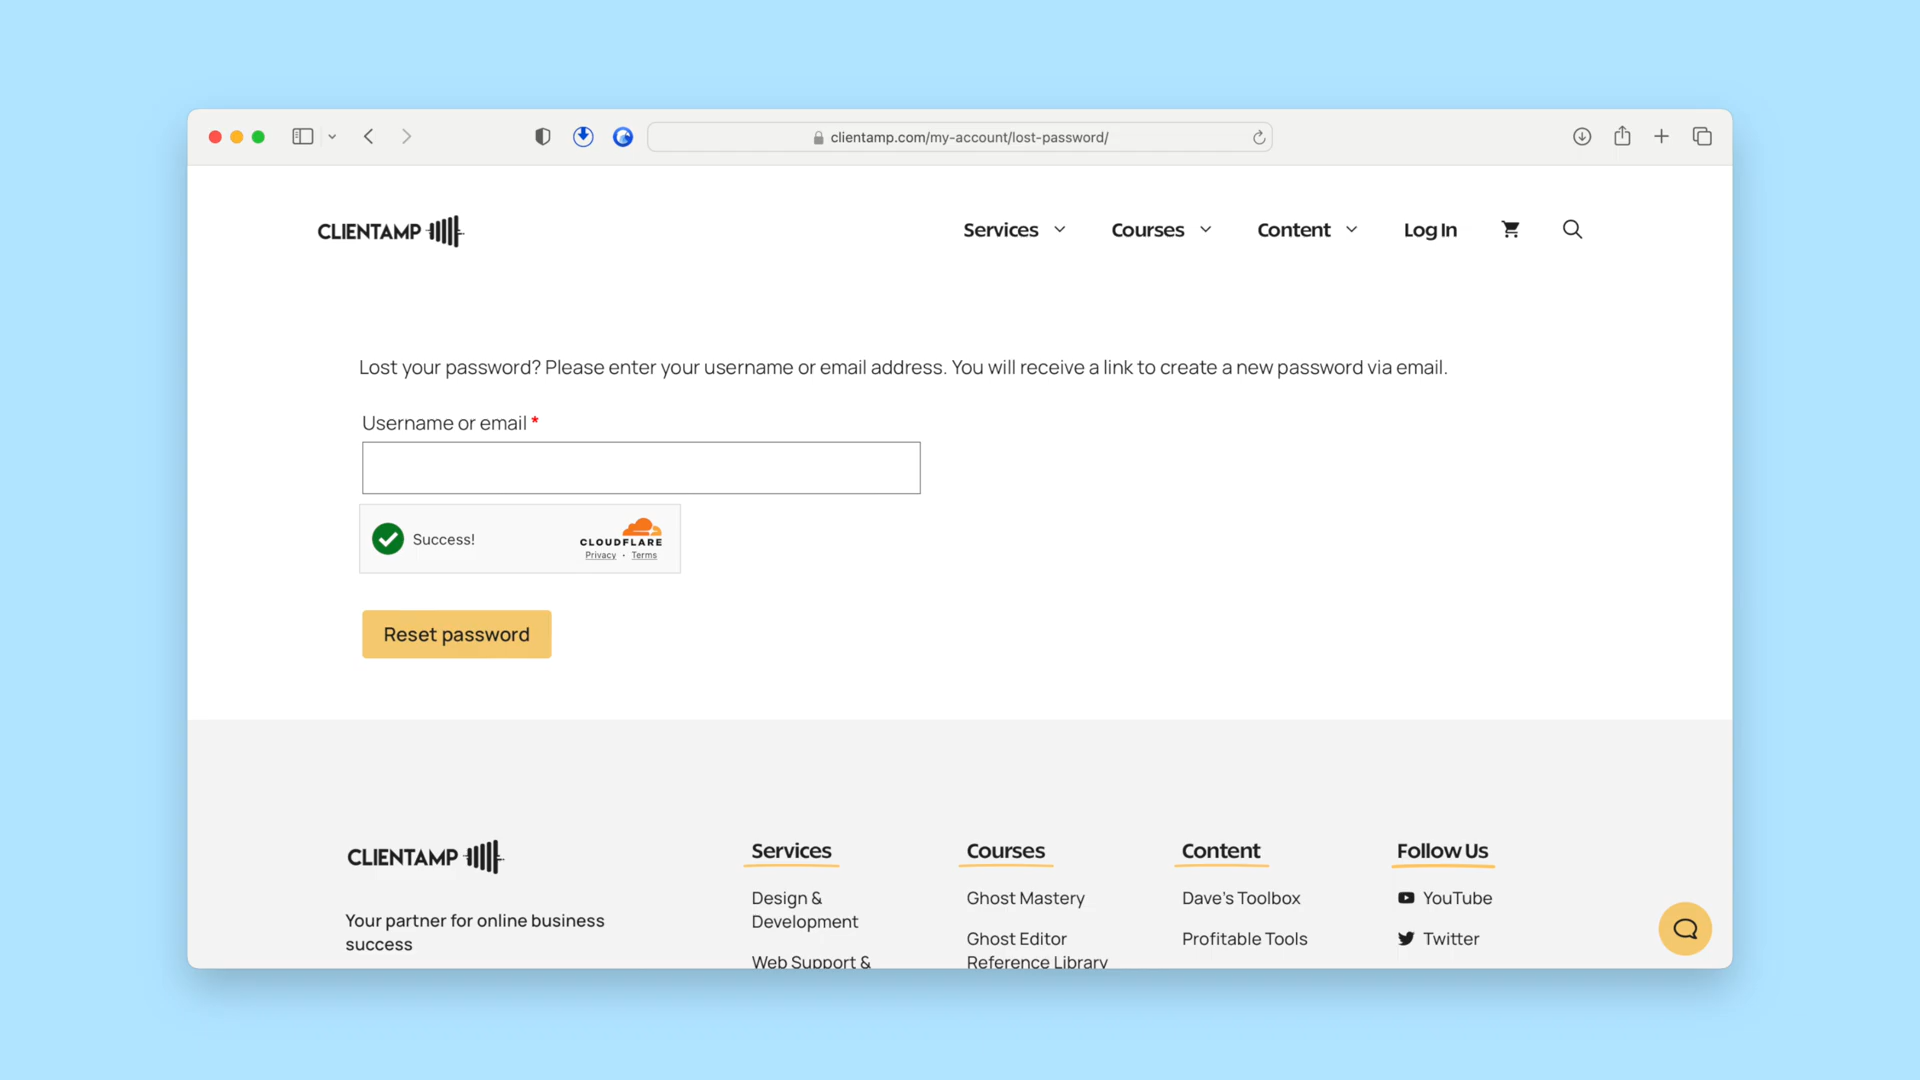 clientamp.com/my-account/lost-password/
CLIENTAMP
Services
Courses
Content
Log In
Lost your password? Please enter your username or email address. You will receive a link to create a new password via email.
Username or email *
Success!
CLOUDFLARE
Privacy · Terms
Reset password
CLIENTAMP
Your partner for online business
success
Services
Design &
Development
Web Support &
Courses
Ghost Mastery
Ghost Editor
Reference Library
Content
Dave's Toolbox
Profitable Tools
Follow Us
YouTube
Twitter